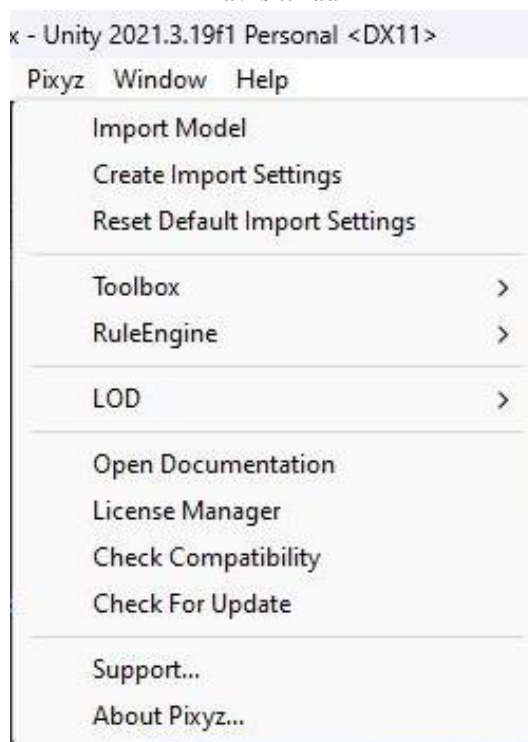 x - Unity 2021.3.19f1 Personal <DX11>
Pixyz Window Help
Import Model
Create Import Settings
Reset Default Import Settings
Toolbox
RuleEngine
LOD
Open Documentation
License Manager
Check Compatibility
Check For Update
Support...
About Pixyz...